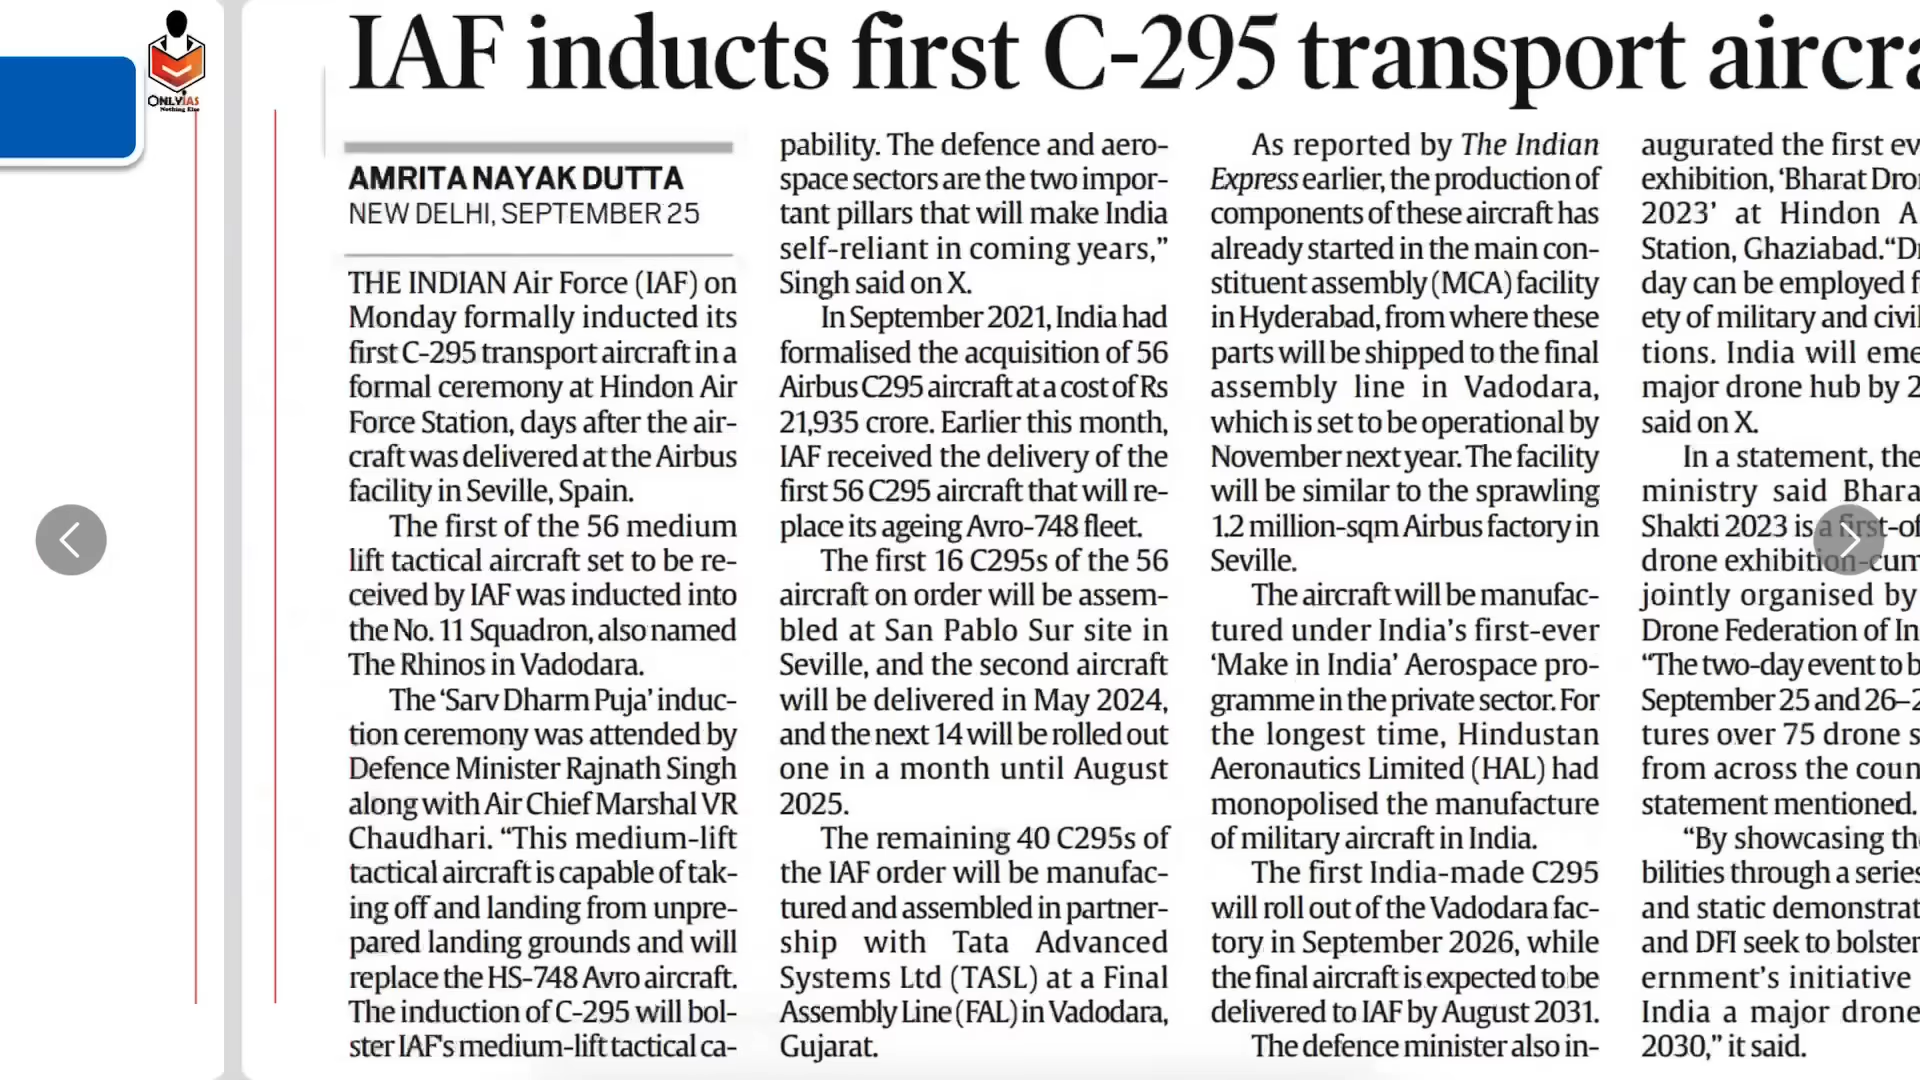 ONLYIAS
Nothing Else
IAF inducts first C-295 transport
AMRITA NAYAK DUTTA
NEW DELHI, SEPTEMBER 25
THE INDIAN Air Force (IAF) on
Monday formally inducted its
first C-295 transport aircraft in a
formal ceremony at Hindon Air
Force Station, days after the air-
craft was delivered at the Airbus
facility in Seville, Spain.
The first of the 56 medium
lift tactical aircraft set to be re-
ceived by IAF was inducted into
the No. 11 Squadron, also named
The Rhinos in Vadodara.
The ‘Sarv Dharm Puja’ induc-
tion ceremony was attended by
Defence Minister Rajnath Singh
along with Air Chief Marshal VR
Chaudhari. “This medium-lift
tactical aircraft is capable of tak-
ing off and landing from unpre-
pared landing grounds and will
replace the HS-748 Avro aircraft.
The induction of C-295 will bol-
ster IAF's medium-lift tactical ca-
pability. The defence and aero-
space sectors are the two impor-
tant pillars that will make India
self-reliant in coming years,”
Singh said on X.
In September 2021, India had
formalised the acquisition of 56
Airbus C295 aircraft at a cost of Rs
21,935 crore. Earlier this month,
IAF received the delivery of the
first 56 C295 aircraft that will re-
place its ageing Avro-748 fleet.
The first 16 C295s of the 56
aircraft on order will be assem-
bled at San Pablo Sur site in
Seville, and the second aircraft
will be delivered in May 2024,
and the next 14 will be rolled out
one in a month until August
2025.
The remaining 40 C295s of
the IAF order will be manufac-
tured and assembled in partner-
ship with Tata Advanced
Systems Ltd (TASL) at a Final
Assembly Line (FAL) in Vadodara,
Gujarat.
As reported by The Indian
Express earlier, the production of
components of these aircraft has
already started in the main con-
stituent assembly (MCA) facility
in Hyderabad, from where these
parts will be shipped to the final
assembly line in Vadodara,
which is set to be operational by
November next year. The facility
will be similar to the sprawling
1.2 million-sqm Airbus factory in
Seville.
The aircraft will be manufac-
tured under India’s first-ever
‘Make in India’ Aerospace pro-
gramme in the private sector. For
the longest time, Hindustan
Aeronautics Limited (HAL) had
monopolised the manufacture
of military aircraft in India.
The first India-made C295
will roll out of the Vadodara fac-
tory in September 2026, while
the final aircraft is expected to be
delivered to IAF by August 2031.
The defence minister also in-
augurated the first
exhibition, ‘Bharat
2023’ at Hindon
Station, Ghaziabad.
day can be employed
ety of military and
tions. India will
major drone hub by
said on X.
In a statement, the
ministry said
Shakti 2023 is a first-of
drone exhibition-cum
jointly organised by
Drone Federation of
“The two-day event to
September 25 and 26–
tures over 75 drone
from across the
statement mentioned.
“By showcasing
bilities through a series
and static
and DFI seek to bolster
ernment’s initiative
India a major drone
2030,” it said.